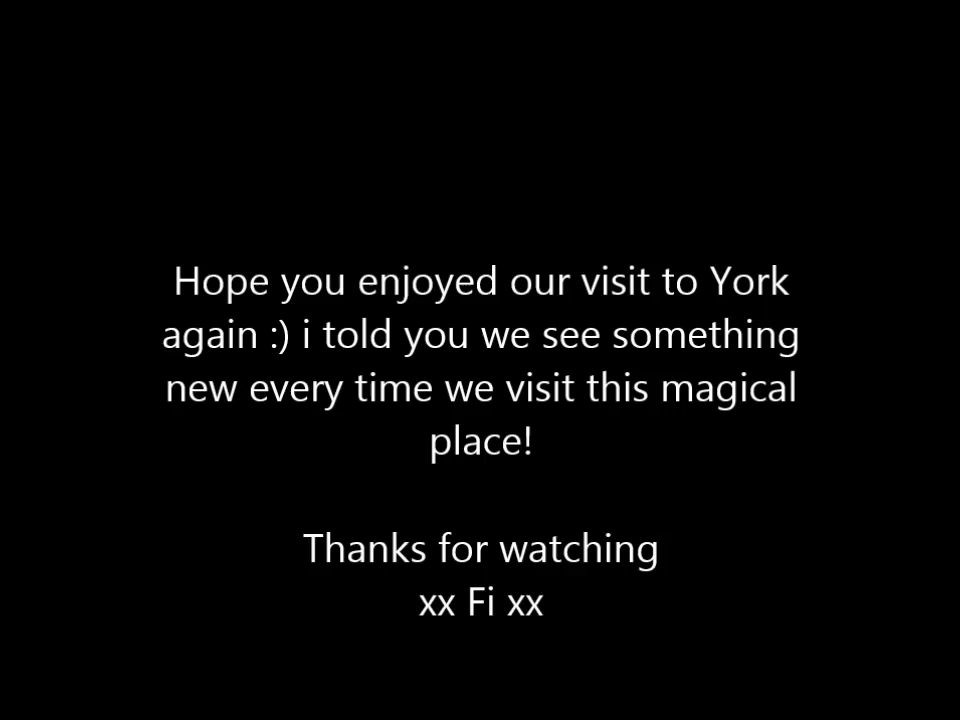 Hope you enjoyed our visit to York
again :) i told you we see something
new every time we visit this magical
place!
Thanks for watching
xx Fi xx